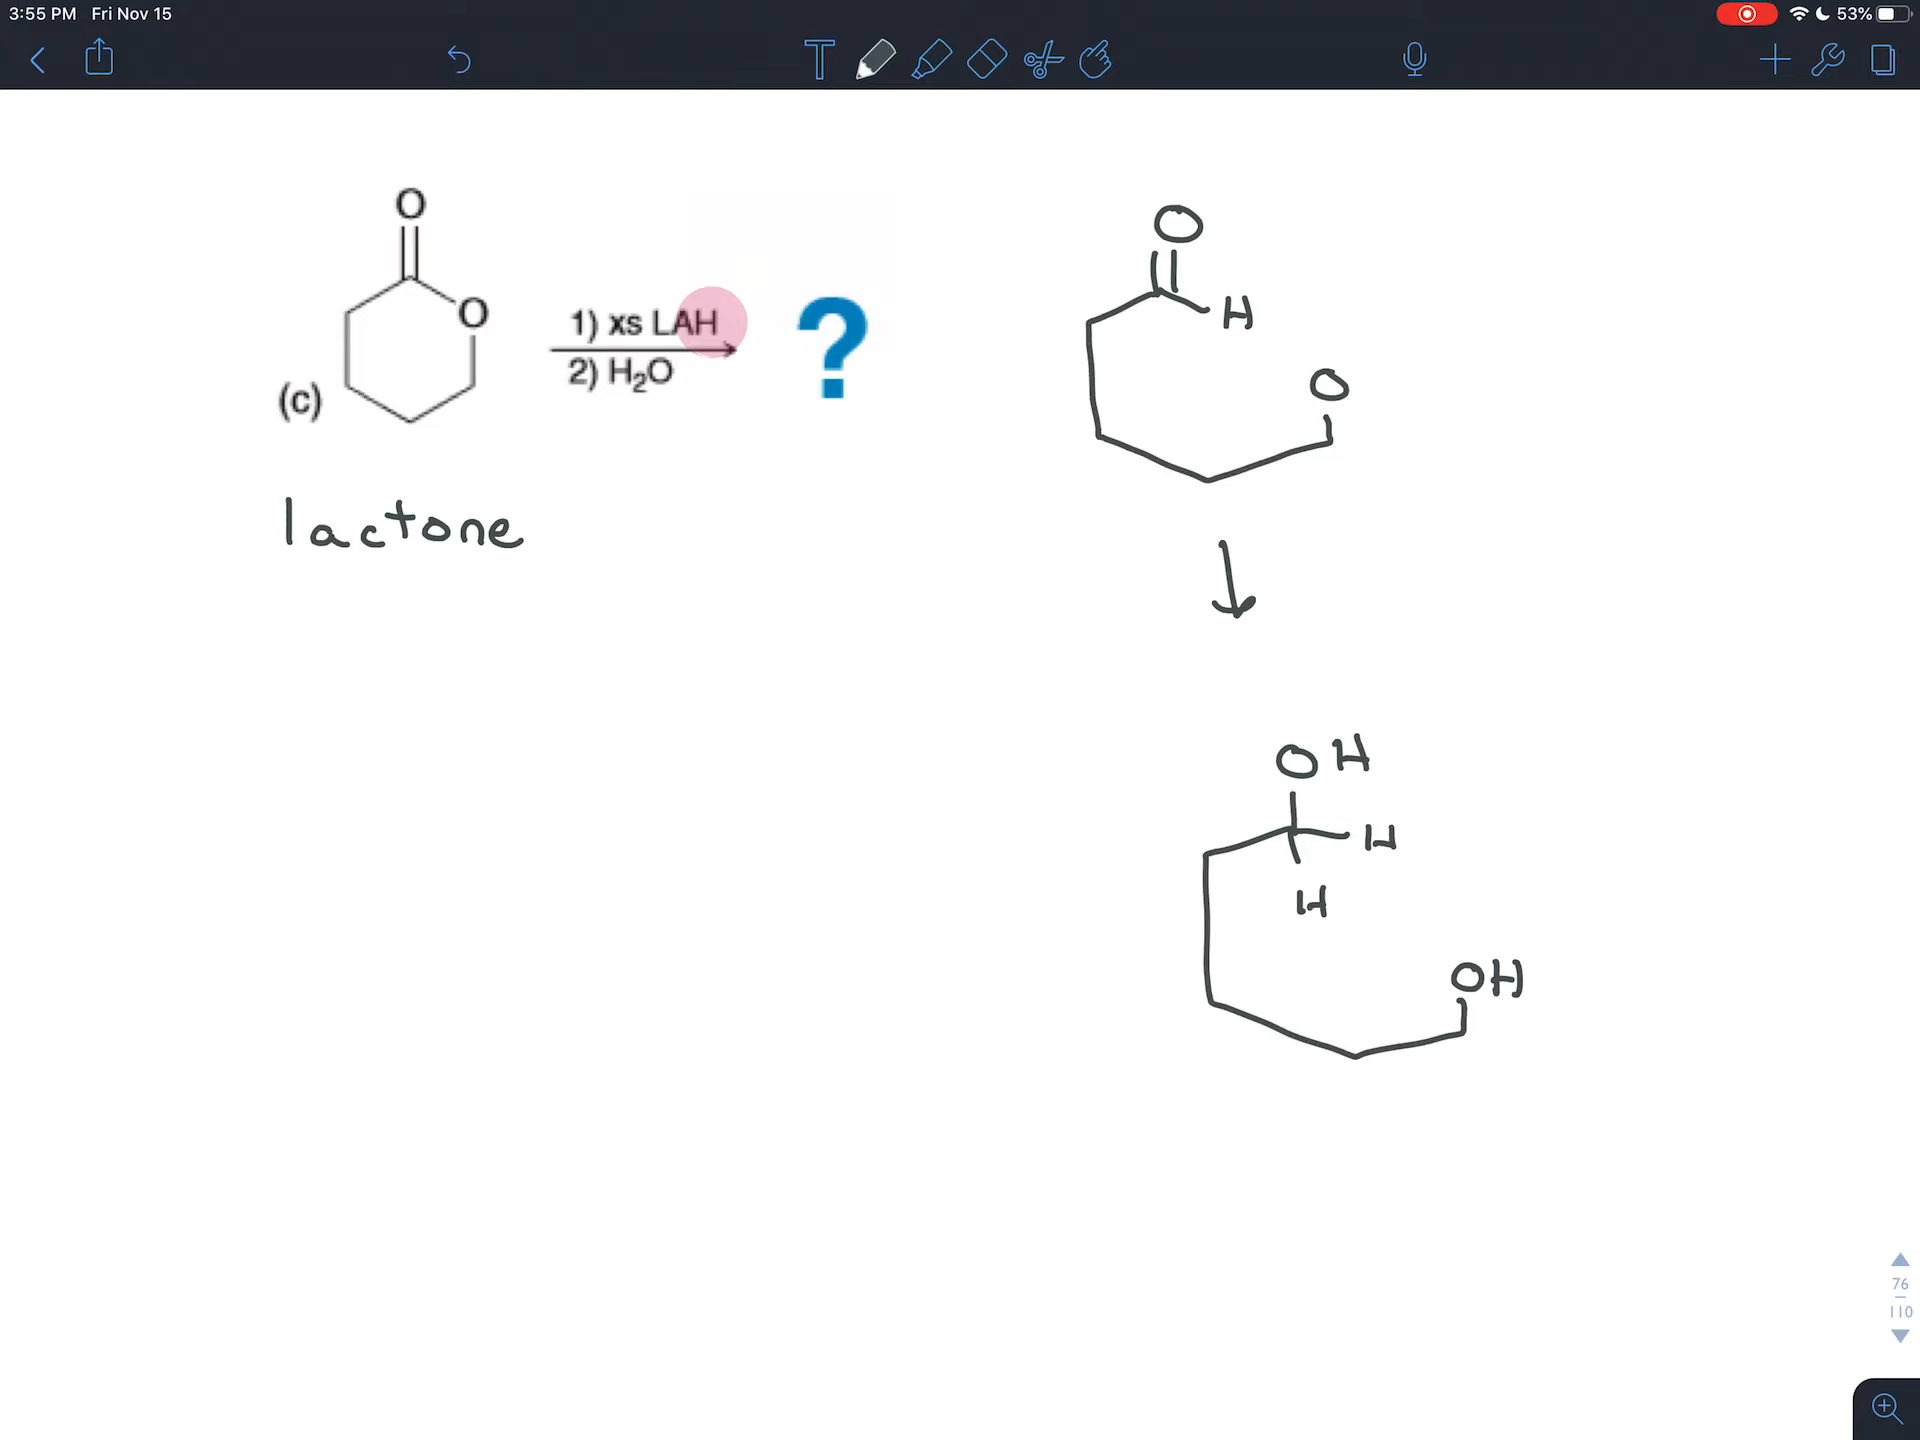 3:55 PM Fri Nov 15
53%
T
O
O
1) xs LAH
2) H₂O
?
(c)
lactone
O
H
O
OH
H
H
OH
76
110